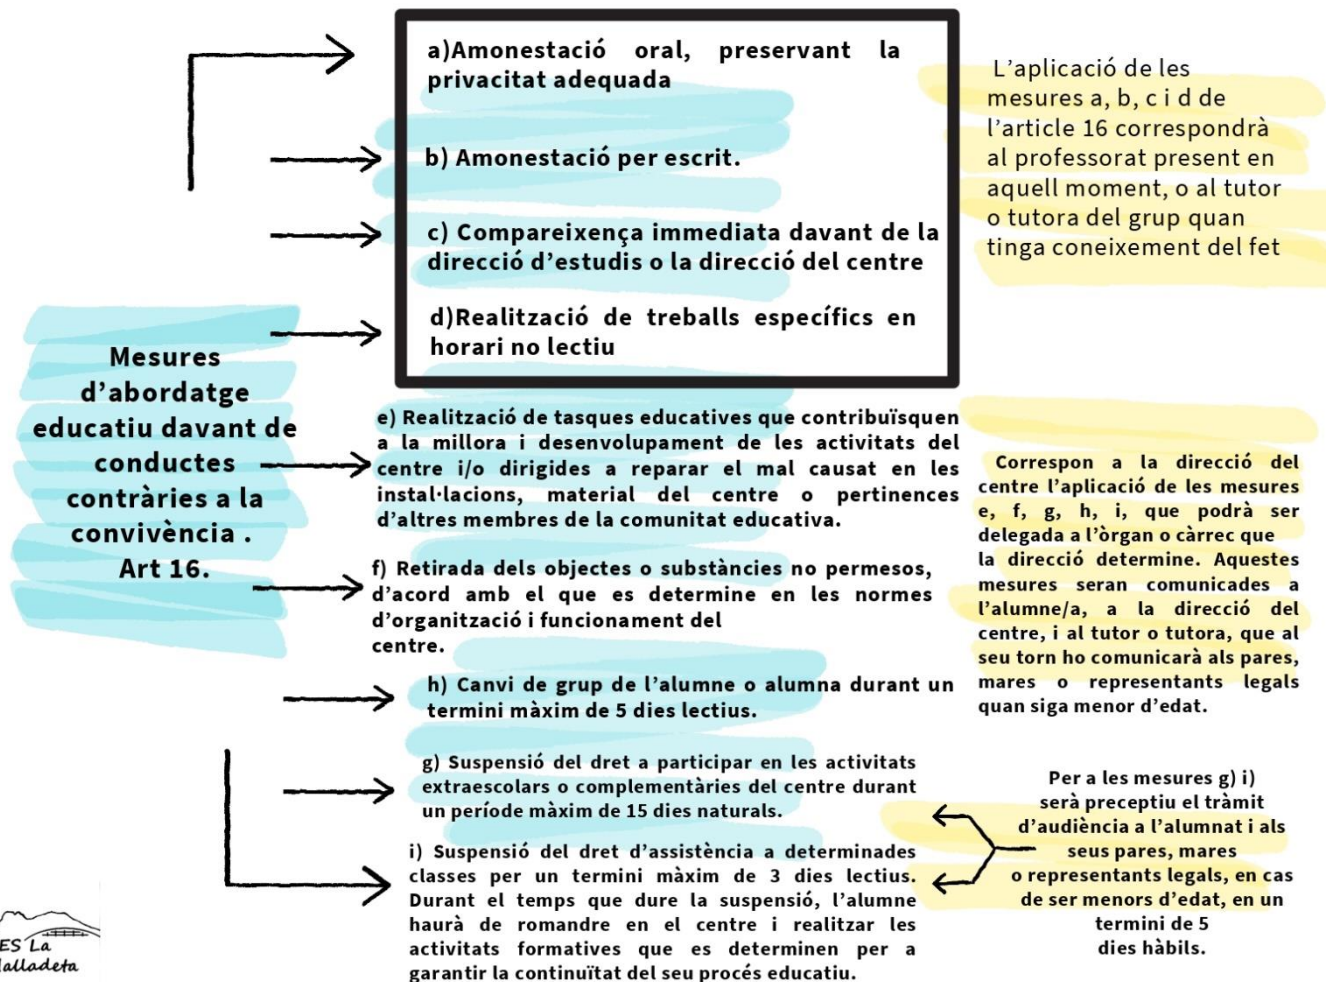 a)Amonestació oral, preservant la
privacitat adequada
b) Amonestació per escrit.
c) Compareixença immediata davant de la
direcció d'estudis o la direcció del centre
d)Realització de treballs específics en
horari no lectiu
L'aplicació de les
mesures a, b, c i d de
l'article 16 correspondrà
al professorat present en
aquell moment, o al tutor
o tutora del grup quan
tinga coneixement del fet
Mesures
d'abordatge
educatiu davant de
conductes
contràries a la
convivència .
Art 16.
e) Realització de tasques educatives que contribuïsquen
a la millora i desenvolupament de les activitats del
centre i/o dirigides a reparar el mal causat en les
instal·lacions, material del centre o pertinences
d'altres membres de la comunitat educativa.
f) Retirada dels objectes o substàncies no permesos,
d'acord amb el que es determine en les normes
d'organització i funcionament del
centre.
h) Canvi de grup de l'alumne o alumna durant un
termini màxim de 5 dies lectius.
g) Suspensió del dret a participar en les activitats
extraescolars o complementàries del centre durant
un període màxim de 15 dies naturals.
i) Suspensió del dret d'assistència a determinades
classes per un termini màxim de 3 dies lectius.
Durant el temps que dure la suspensió, l'alumne
haurà de romandre en el centre i realitzar les
activitats formatives que es determinen per a
garantir la continuïtat del seu procés educatiu.
Correspon a la direcció del
centre l'aplicació de les mesures
e, f, g, h, i, que podrà ser
delegada a l'òrgan o càrrec que
la direcció determine. Aquestes
mesures seran comunicades a
l'alumne/a, a la direcció del
centre, i al tutor o tutora, que al
seu torn ho comunicarà als pares,
mares o representants legals
quan siga menor d'edat.
Per a les mesures g) i)
serà preceptiu el tràmit
d'audiència a l'alumnat i als
seus pares, mares
o representants legals, en cas
de ser menors d'edat, en un
termini de 5
dies hàbils.
ES La
alladeta